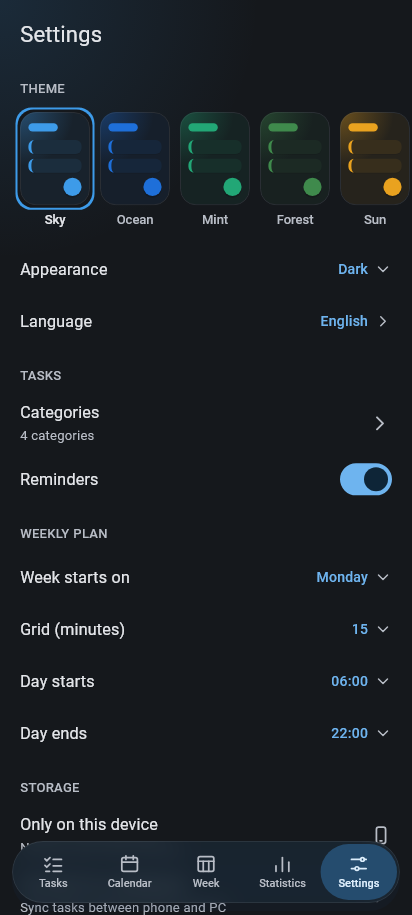 Settings
THEME
Sky
Ocean
Mint
Forest
Sun
Appearance
Dark
Language
English
TASKS
Categories
4 categories
Reminders
WEEKLY PLAN
Week starts on
Monday
Grid (minutes)
15
Day starts
06:00
Day ends
22:00
STORAGE
Only on this device
Tasks
Calendar
Week
Statistics
Settings
Sync tasks between phone and PC